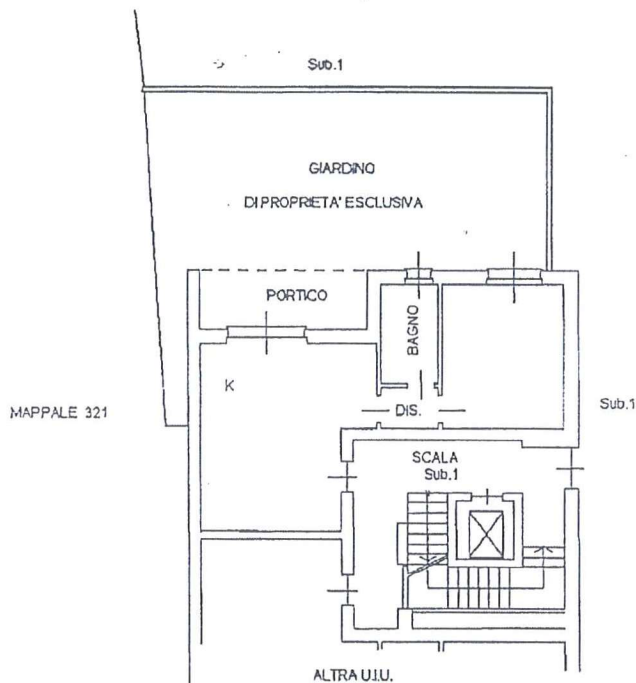 Sub.1
GIARDINO
DI PROPRIETA' ESCLUSIVA
PORTICO
BAGNO
K
DIS.
MAPPALE 321
Sub.1
SCALA
Sub.1
ALTRA U.I.U.